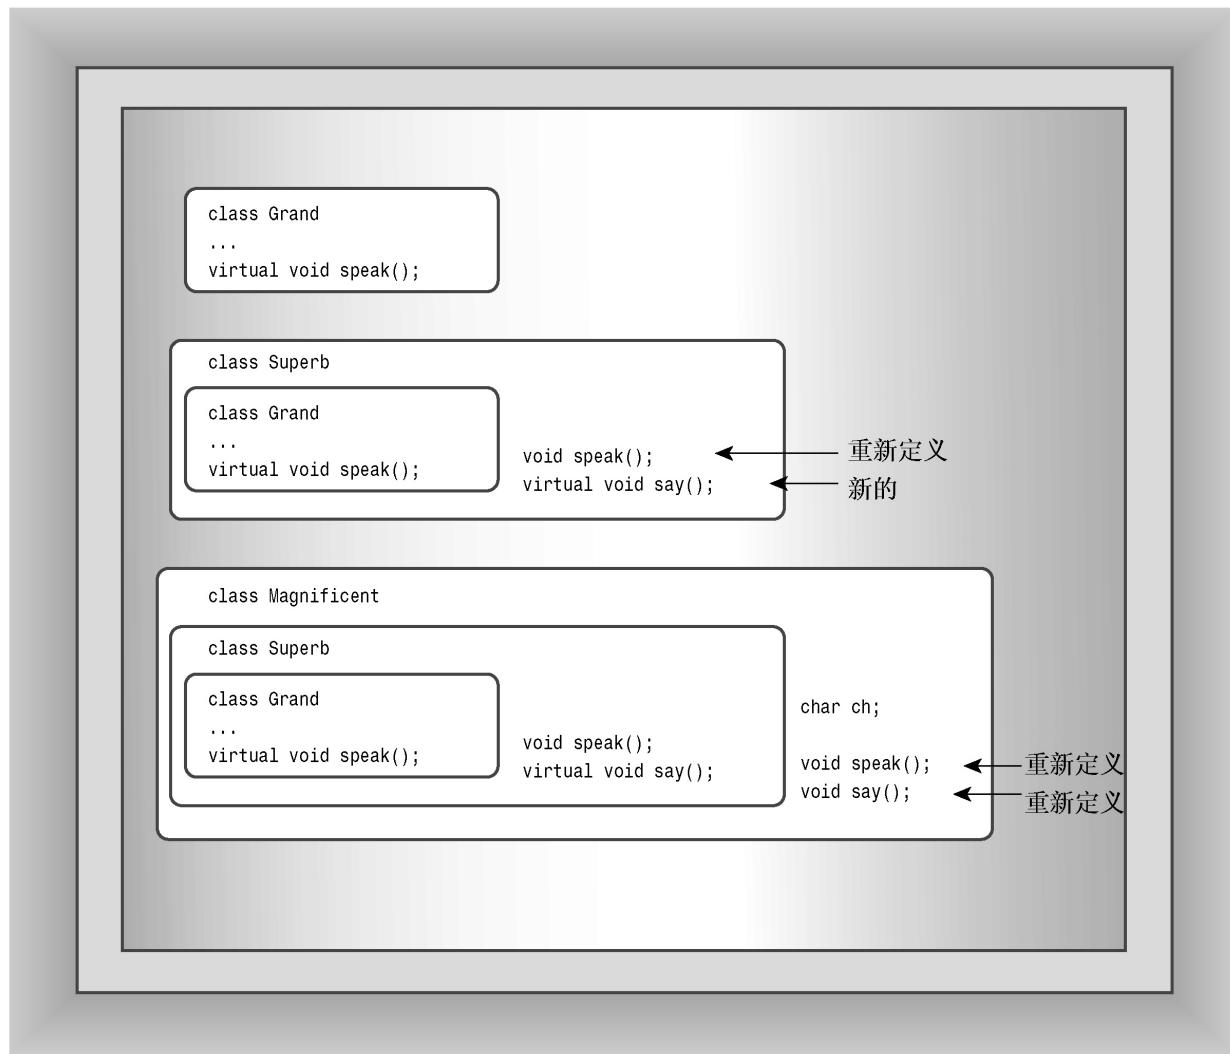 class Grand
...
virtual void speak();
class Superb
class Grand
...
virtual void speak();
void speak();
virtual void say();
重新定义
新的
class Magnificent
class Superb
class Grand
...
virtual void speak();
void speak();
virtual void say();
char ch;
void speak();
void say();
重新定义
重新定义